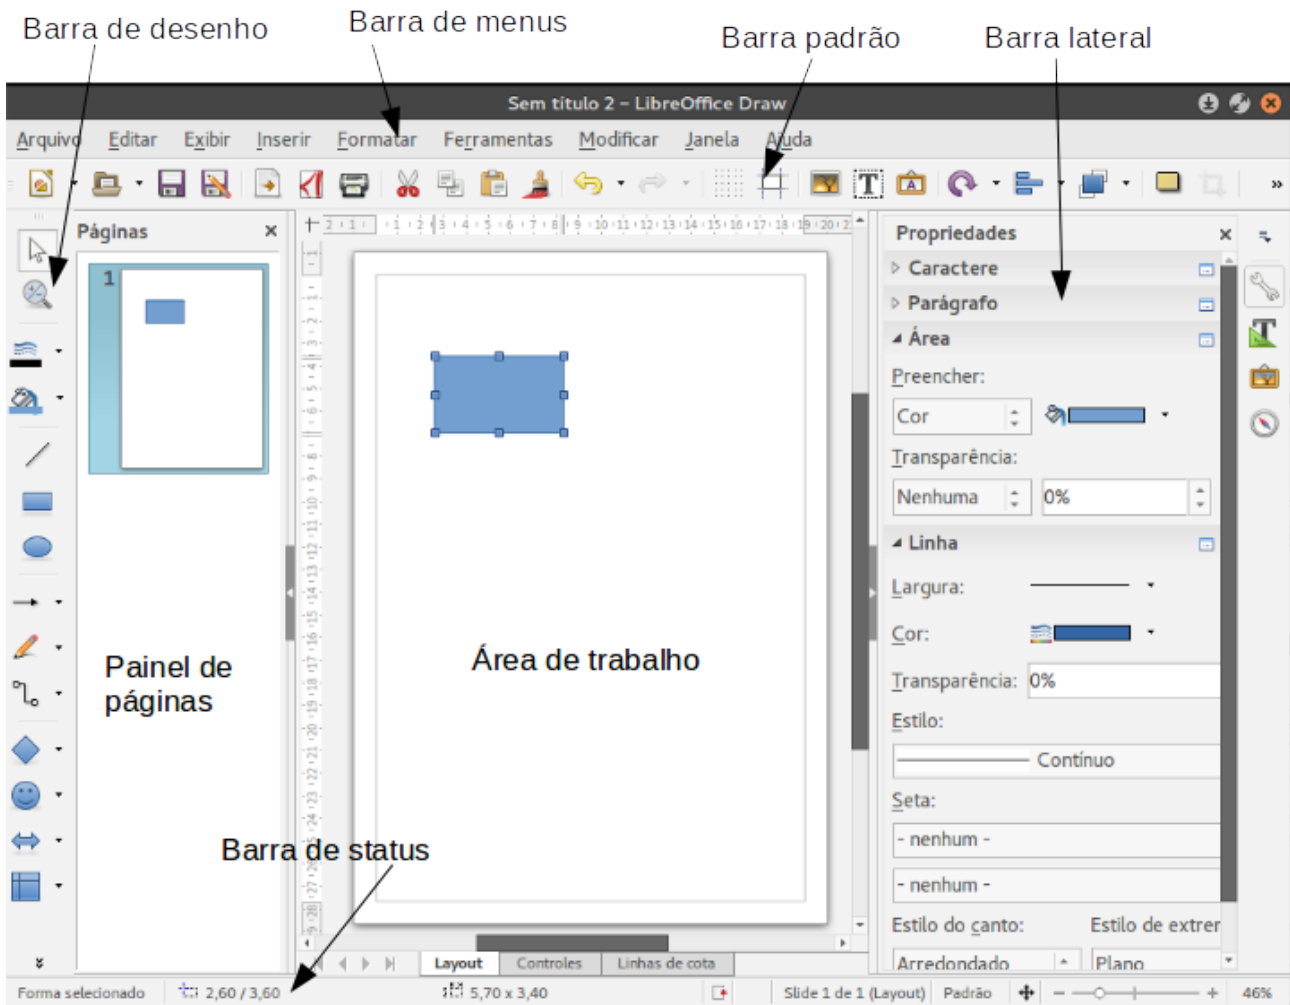 Barra de desenho
Barra de menus
Barra padrão
Barra lateral
Sem título 2 – LibreOffice Draw
Arquivo Editar Exibir Inserir Formatar Ferramentas Modificar Janela Ajuda
Páginas
1
Propriedades
Caractere
Parágrafo
Área
Preencher:
Cor
Transparência:
Nenhuma 0%
Linha
Largura:
Cor:
Transparência: 0%
Estilo:
Contínuo
Seta:
- nenhum -
- nenhum -
Estilo do canto: Estilo de extrer
Arredondado Plano
Painel de
páginas
Área de trabalho
Barra de status
Layout Controles Linhas de cota
Forma selecionado 2,60 / 3,60 5,70 x 3,40 Slide 1 de 1 (Layout) Padrão 46%